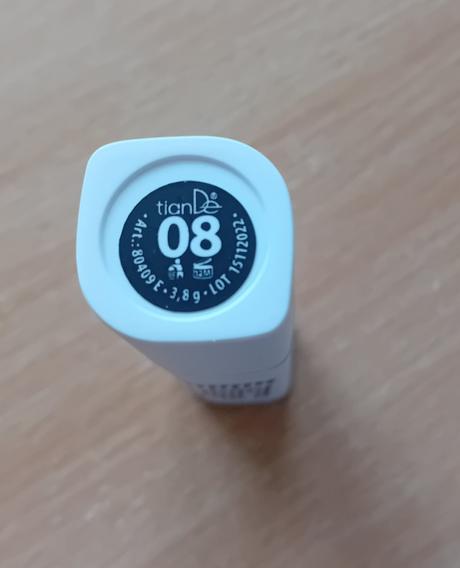 tianDe®
08
12M
• Art.: 80409 E • 3,8 g • LOT 15112022 •